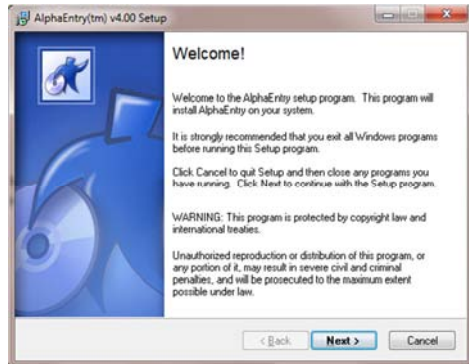 AlphaEntry(tm) v4.00 Setup
Welcome!
Welcome to the AlphaEntry setup program. This program will
install AlphaEntry on your system.
It is strongly recommended that you exit all Windows programs
before running this Setup program.
Click Cancel to quit Setup and then close any programs you
have running. Click Next to continue with the Setup program.
WARNING: This program is protected by copyright law and
international treaties.
Unauthorized reproduction or distribution of this program, or
any portion of it, may result in severe civil and criminal
penalties, and will be prosecuted to the maximum extent
possible under law.
< Back Next > Cancel